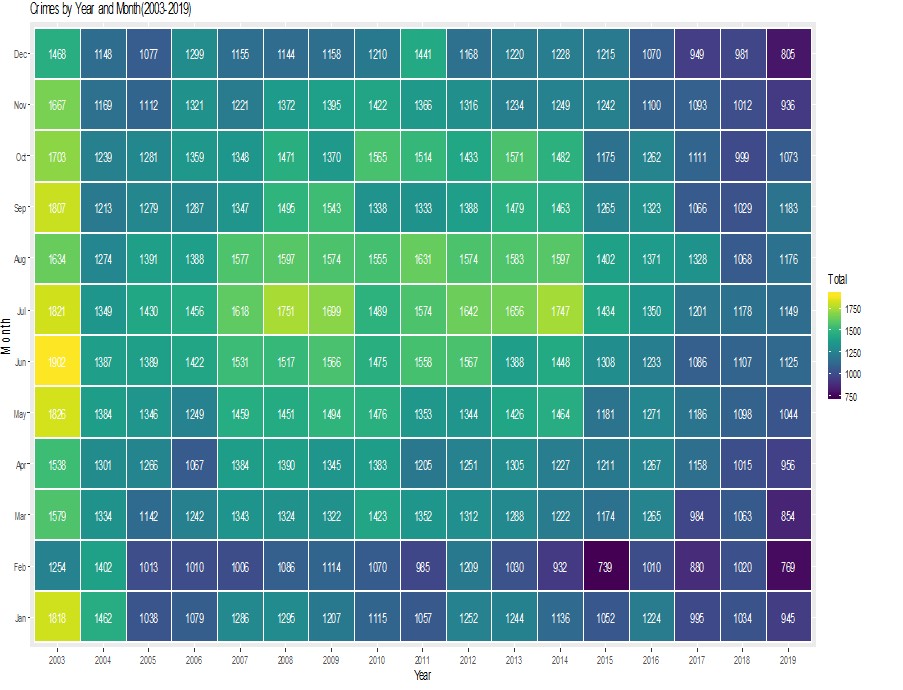 Crimes by Year and Month(2003-2019)
Dec 1468 1148 1077 1299 1155 1144 1158 1210 1441 1168 1220 1228 1215 1070 949 981 805
Nov 1667 1169 1112 1321 1221 1372 1395 1422 1366 1316 1234 1249 1242 1100 1093 1012 936
Oct 1703 1239 1281 1359 1348 1471 1370 1565 1514 1433 1571 1482 1175 1262 1111 999 1073
Sep 1807 1213 1279 1287 1347 1495 1543 1338 1333 1388 1479 1463 1265 1323 1066 1029 1183
Aug 1634 1274 1391 1388 1577 1597 1574 1555 1631 1574 1583 1597 1402 1371 1328 1068 1176
Jul 1821 1349 1430 1456 1618 1751 1699 1489 1574 1642 1656 1747 1434 1350 1201 1178 1149
Jun 1902 1387 1389 1422 1531 1517 1566 1475 1558 1567 1388 1448 1308 1233 1086 1107 1125
May 1826 1384 1346 1249 1459 1451 1494 1476 1353 1344 1426 1464 1181 1271 1186 1098 1044
Apr 1538 1301 1266 1067 1384 1390 1345 1383 1205 1251 1305 1227 1211 1267 1158 1015 956
Mar 1579 1334 1142 1242 1343 1324 1322 1423 1352 1312 1288 1222 1174 1265 984 1063 854
Feb 1254 1402 1013 1010 1006 1086 1114 1070 985 1209 1030 932 739 1010 880 1020 769
Jan 1818 1462 1038 1079 1286 1295 1207 1115 1057 1252 1244 1136 1052 1224 995 1034 945
2003 2004 2005 2006 2007 2008 2009 2010 2011 2012 2013 2014 2015 2016 2017 2018 2019
Year
Month
Total
1750
1500
1250
1000
750